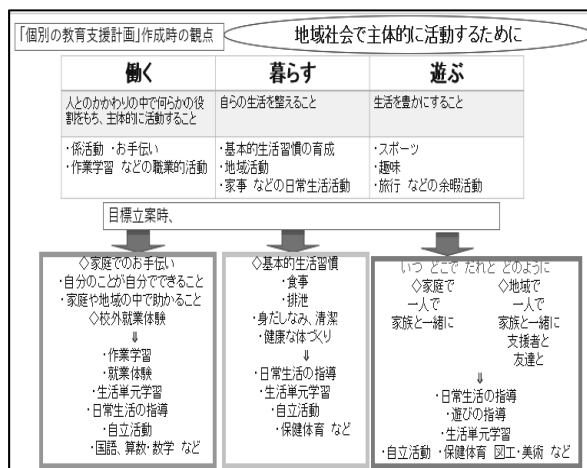 「個別の教育支援計画」作成時の観点
地域社会で主体的に活動するために
働く
暮らす
遊ぶ
人とのかかわりの中で何らかの役
割をもち、主体的に活動すること
自らの生活を整えること
生活を豊かにすること
・係活動 ・お手伝い
・作業学習 などの職業的活動
・基本的生活習慣の育成
・地域活動
・家事 などの日常生活活動
・スポーツ
・趣味
・旅行 などの余暇活動
目標立案時、
◇家庭でのお手伝い
・自分のことが自分でできること
・家庭や地域の中で助かること
◇校外就業体験
⇓
・作業学習
・就業体験
・生活単元学習
・日常生活の指導
・自立活動
・国語、算数・数学 など
◇基本的生活習慣
・食事
・排泄
・身だしなみ、清潔
・健康な体づくり
⇓
・日常生活の指導
・生活単元学習
・自立活動
・保健体育 など
いつ どこで だれと どのように
◇家庭で
一人で
家族と一緒に
◇地域で
一人で
家族と一緒に
支援者と
友達と
⇓
・日常生活の指導
・遊びの指導
・生活単元学習
・自立活動 ・保健体育 図工・美術 など